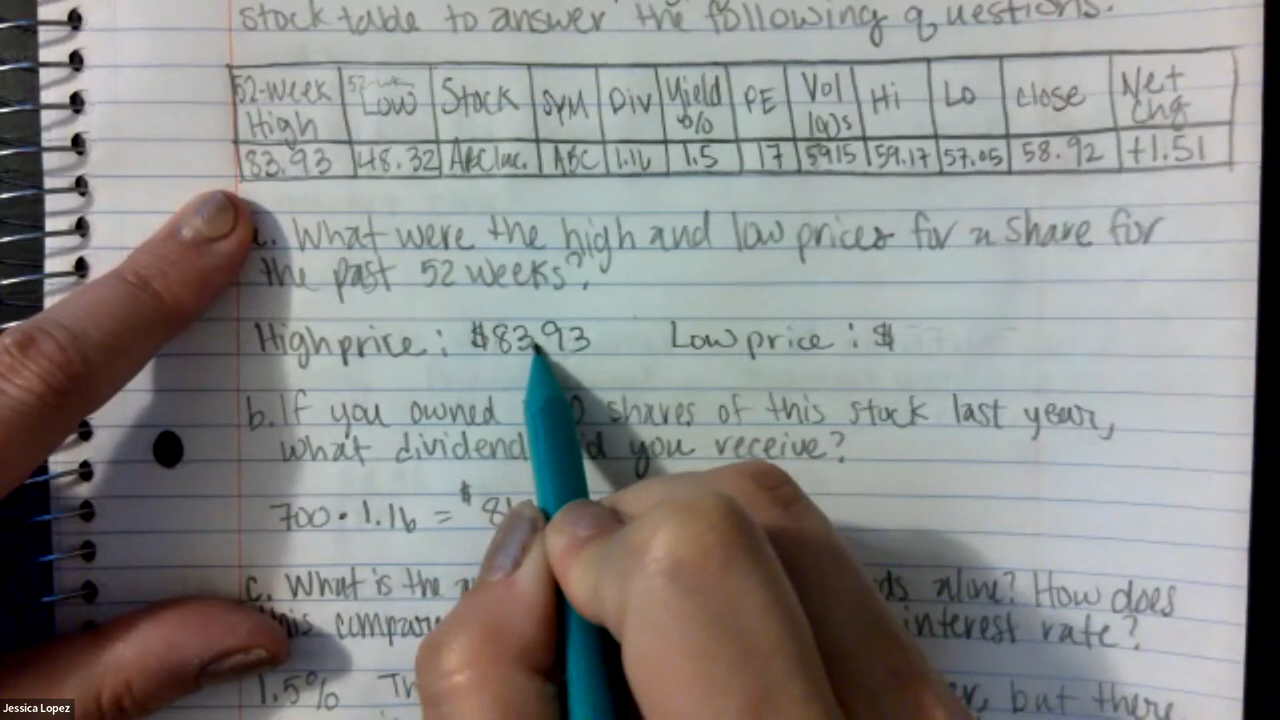 stock table to answer the following questions.
52-week High 52-wk Low Stock SYM Div Yield % PE Vol 100s Hi Lo close Net chg
83.93 48.32 ABC Inc. ABC 1.16 1.5 17 5915 59.17 57.05 58.92 +1.51
a. What were the high and low prices for a share for
the past 52 weeks?
High price: $83.93 Low price: $
b. If you owned shares of this stock last year,
what dividend you receive?
700 • 1.16 = $81
c. What is the alone? How does
this compare interest rate?
1.5% but there
Jessica Lopez